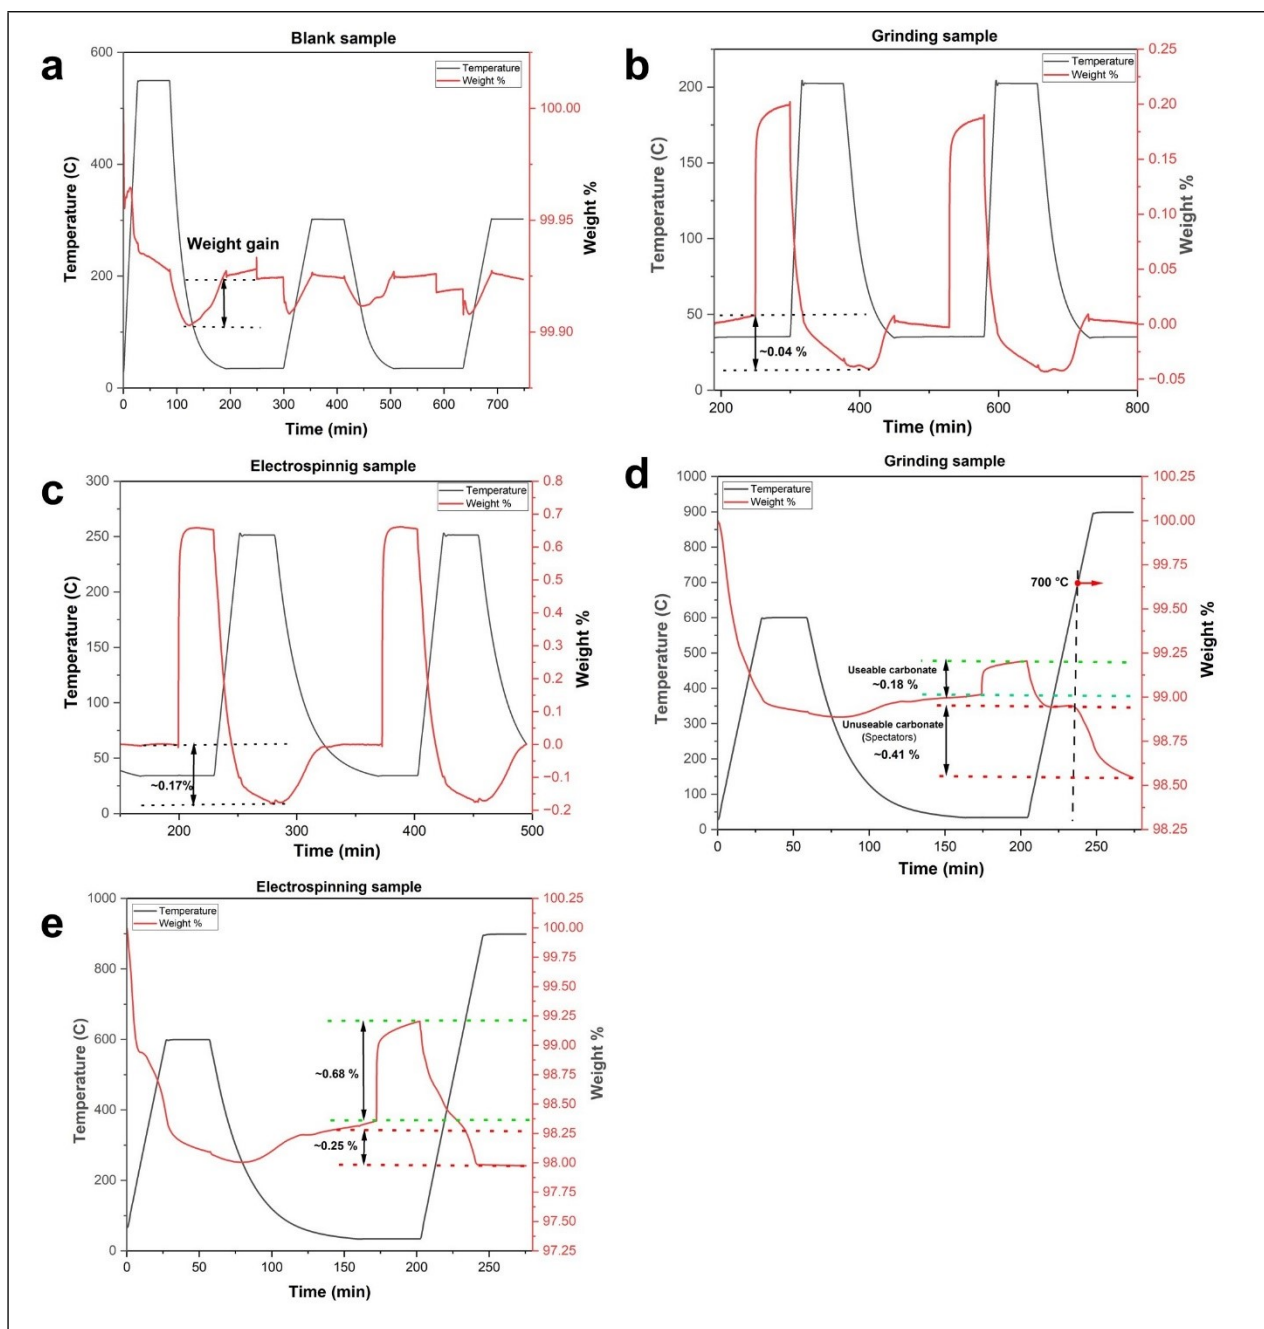 a
Blank sample
Temperature
Weight %
600
400
200
0
100.00
99.95
99.90
Weight gain
0 100 200 300 400 500 600 700
Temperature (C)
Weight %
Time (min)
b
Grinding sample
Temperature
Weight %
200
150
100
50
0
0.25
0.20
0.15
0.10
0.05
0.00
−0.05
~0.04 %
200 400 600 800
Temperature (C)
Weight %
Time (min)
c
Electrospinnig sample
Temperature
Weight %
300
250
200
150
100
50
0
0.8
0.7
0.6
0.5
0.4
0.3
0.2
0.1
0.0
−0.1
−0.2
~0.17%
200 300 400 500
Temperature (C)
Weight %
Time (min)
d
Grinding sample
Temperature
Weight %
1000
900
800
700
600
500
400
300
200
100
0
100.25
100.00
99.75
99.50
99.25
99.00
98.75
98.50
98.25
700 °C
Useable carbonate
~0.18 %
Unuseable carbonate
(Spectators)
~0.41 %
0 50 100 150 200 250
Temperature (C)
Weight %
Time (min)
e
Electrospinning sample
Temperature
Weight %
1000
800
600
400
200
0
100.25
100.00
99.75
99.50
99.25
99.00
98.75
98.50
98.25
98.00
97.75
97.50
97.25
~0.68 %
~0.25 %
0 50 100 150 200 250
Temperature (C)
Weight %
Time (min)